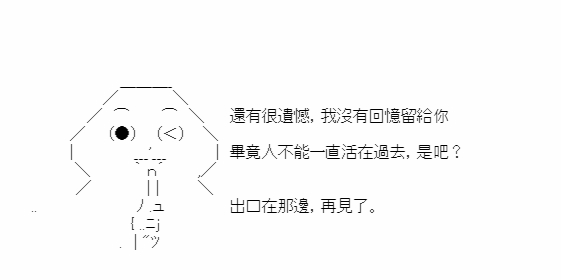 還有很遺憾，我沒有回憶留給你
畢竟人不能一直活在過去，是吧？
出口在那邊，再見了。